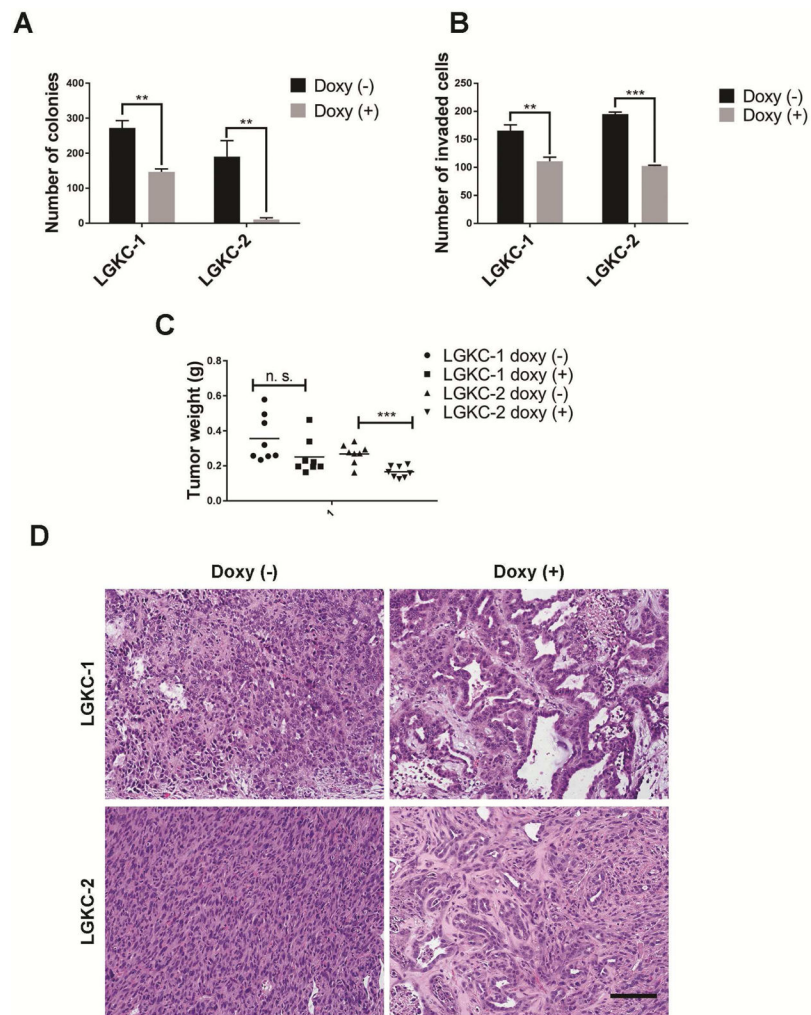 A
Number of colonies
400
300
200
100
0
**
**
LGKC-1
LGKC-2
Doxy (-)
Doxy (+)
B
Number of invaded cells
250
200
150
100
50
0
**
***
LGKC-1
LGKC-2
Doxy (-)
Doxy (+)
C
Tumor weight (g)
0.8
0.6
0.4
0.2
0.0
n. s.
***
1
LGKC-1 doxy (-)
LGKC-1 doxy (+)
LGKC-2 doxy (-)
LGKC-2 doxy (+)
D
Doxy (-)
Doxy (+)
LGKC-1
LGKC-2